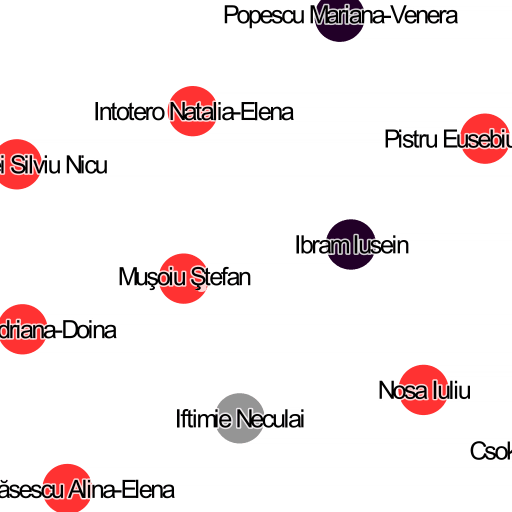 Popescu Mariana-Venera
Intotero Natalia-Elena
Pistru Eusebiu
Silviu Nicu
Ibram Iusein
Muşoiu Ştefan
driana-Doina
Nosa Iuliu
Iftimie Neculai
Csok
ăsescu Alina-Elena